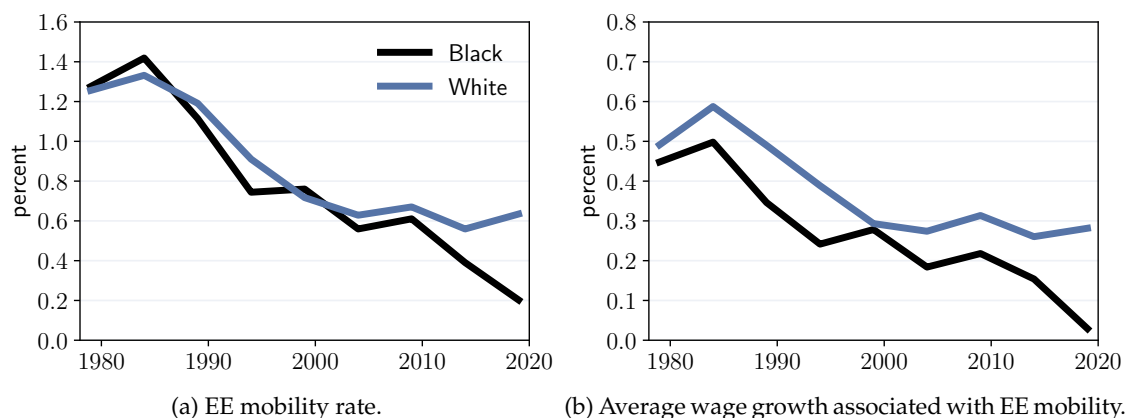 1.6
1.4
1.2
1.0
0.8
0.6
0.4
0.2
0.0
percent
Black
White
1980 1990 2000 2010 2020
(a) EE mobility rate.
0.8
0.7
0.6
0.5
0.4
0.3
0.2
0.1
0.0
percent
1980 1990 2000 2010 2020
(b) Average wage growth associated with EE mobility.